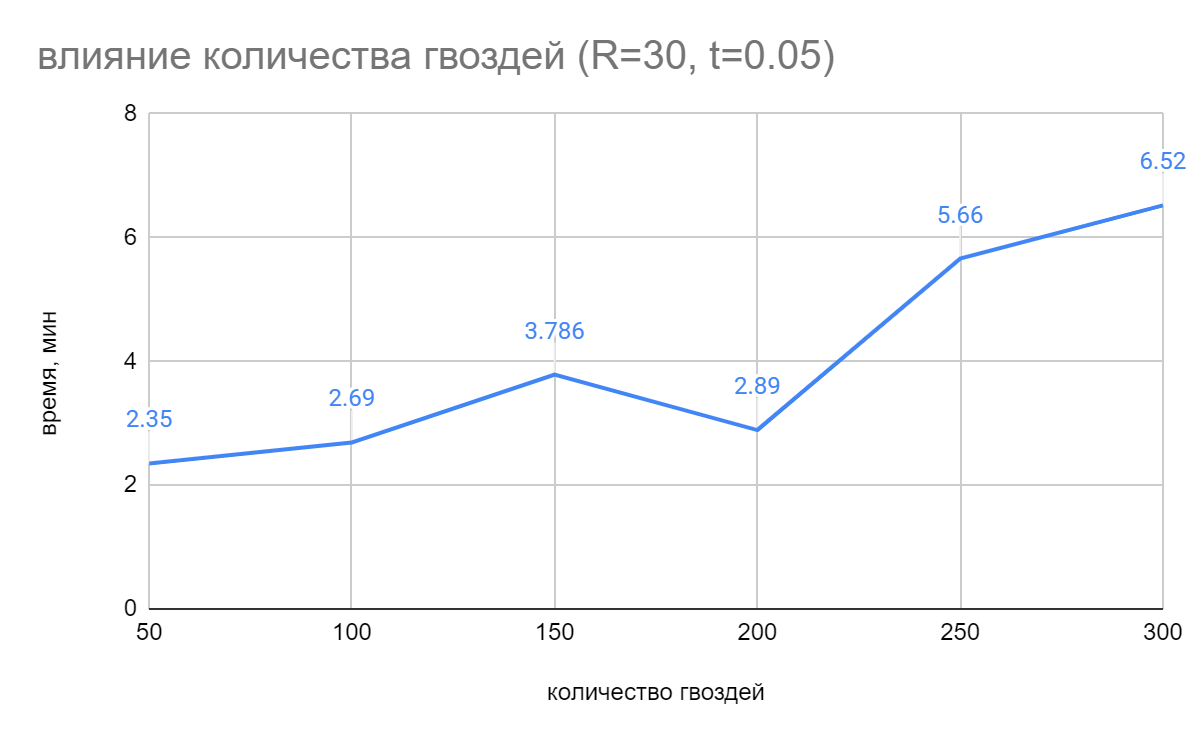 влияние количества гвоздей (R=30, t=0.05)
8
6.52
6
5.66
3.786
4
2.89
2.69
2.35
2
0
время, мин
50 100 150 200 250 300
количество гвоздей